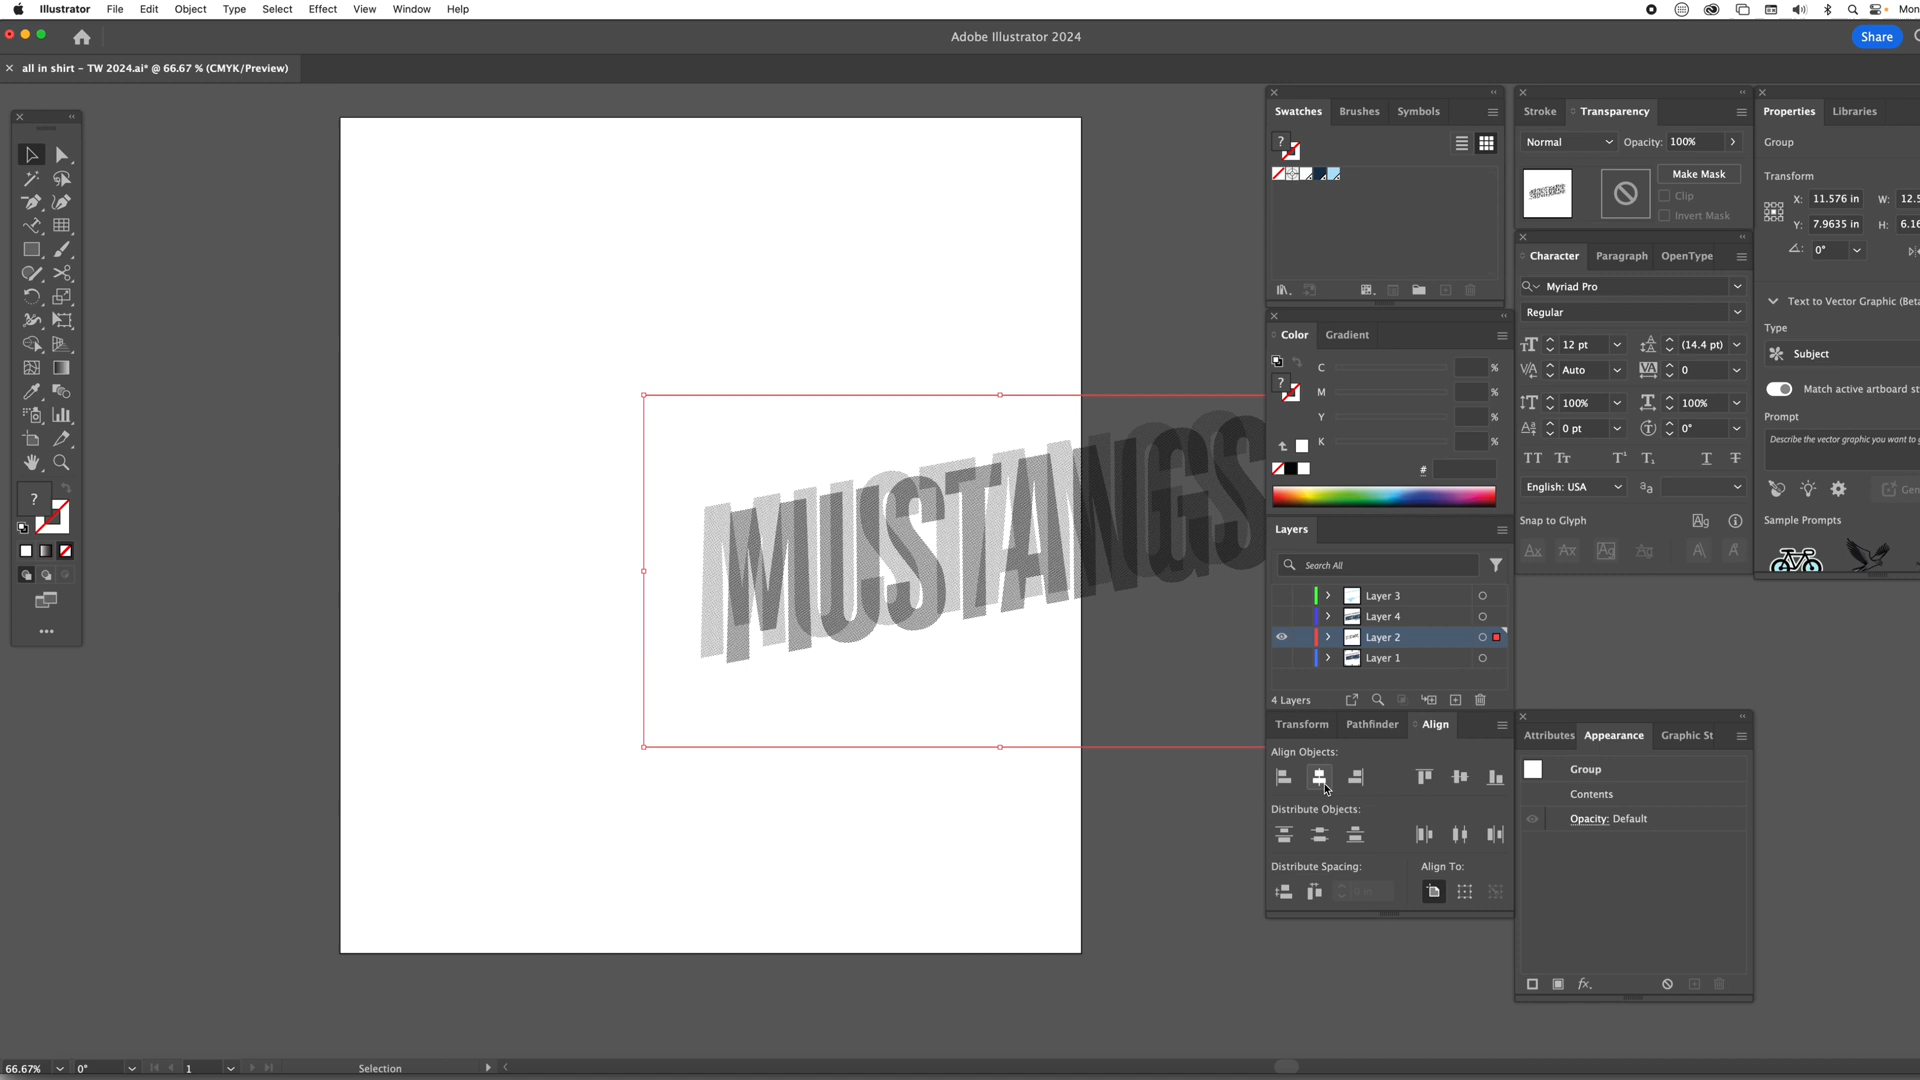 Illustrator File Edit Object Type Select Effect View Window Help
Mon
Adobe Illustrator 2024
Share
all in shirt – TW 2024.ai* @ 66.67 % (CMYK/Preview)
MUSTANGS
Swatches Brushes Symbols
?
Color Gradient
?
C %
M %
Y %
K %
#
Layers
Search All
Layer 3
Layer 4
Layer 2
Layer 1
4 Layers
Transform Pathfinder Align
Align Objects:
Distribute Objects:
Distribute Spacing: Align To:
0 in
Stroke Transparency
Normal Opacity: 100%
Make Mask
Clip
Invert Mask
Character Paragraph OpenType
Myriad Pro
Regular
12 pt (14.4 pt)
Auto 0
100% 100%
0 pt 0°
English: USA
Snap to Glyph
Attributes Appearance Graphic St
Group
Contents
Opacity: Default
fx.
Properties Libraries
Group
Transform
X: 11.576 in W: 12.5
Y: 7.9635 in H: 6.16
0°
Text to Vector Graphic (Beta
Type
Subject
Match active artboard st
Prompt
Describe the vector graphic you want to g
Gen
Sample Prompts
?
66.67% 0° 1 Selection